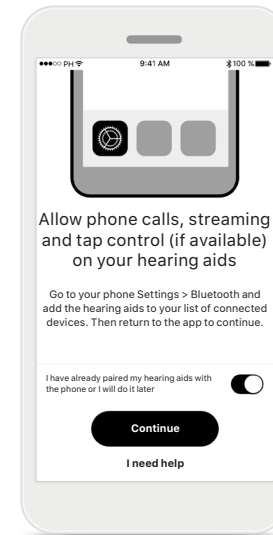 ●●●○○ PH 9:41 AM 100 %
Allow phone calls, streaming
and tap control (if available)
on your hearing aids
Go to your phone Settings > Bluetooth and
add the hearing aids to your list of connected
devices. Then return to the app to continue.
I have already paired my hearing aids with
the phone or I will do it later
Continue
I need help